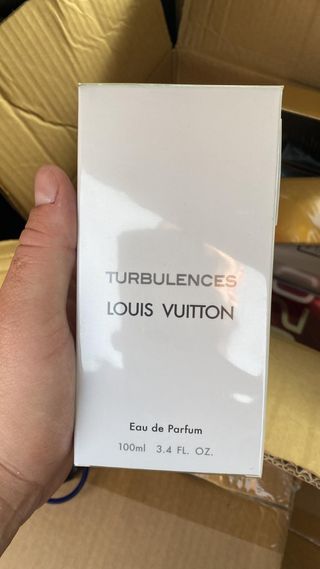 TURBULENCES
LOUIS VUITTON
Eau de Parfum
100ml 3.4 FL. OZ.